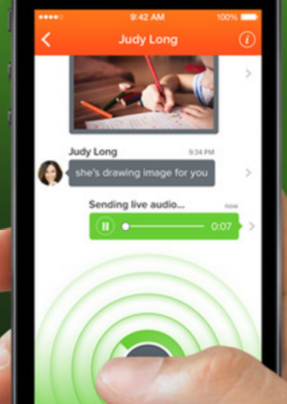 9:42 AM 100%
Judy Long
Judy Long 9:34 PM
she's drawing image for you
Sending live audio... now
0:07